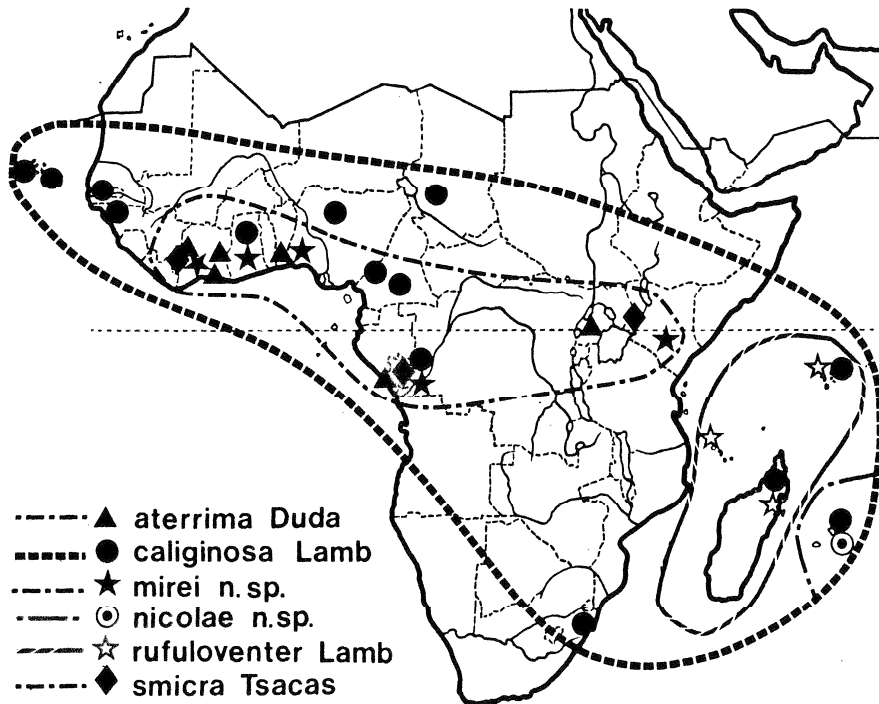 aterrima Duda
caliginosa Lamb
mirei n.sp.
nicolae n.sp.
rufuloventer Lamb
smicra Tsacas